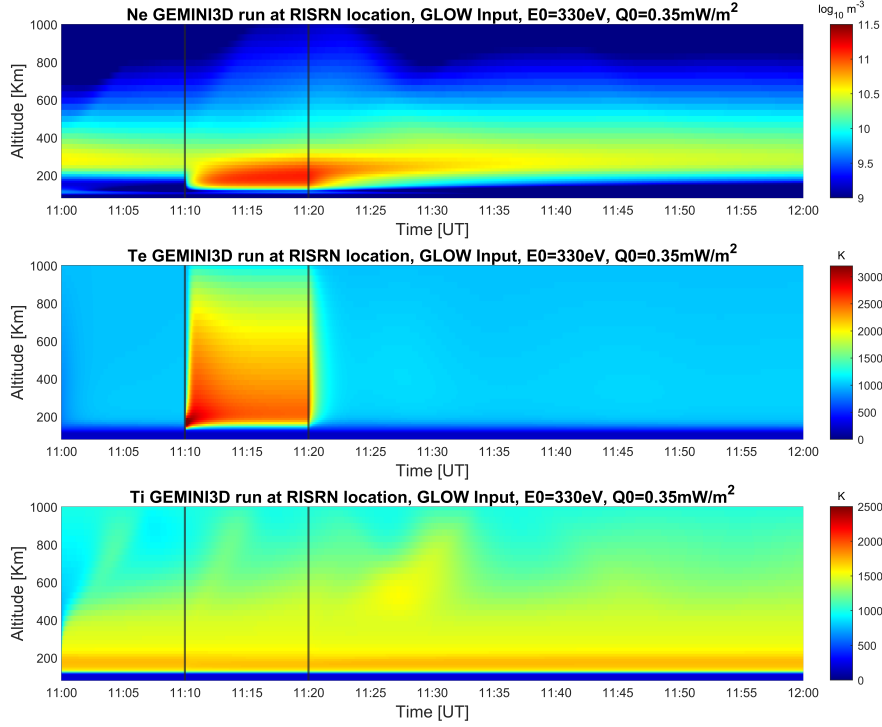 Ne GEMINI3D run at RISRN location, GLOW Input, E0=330eV, Q0=0.35mW/m²
log₁₀ m⁻³
1000
800
600
400
200
Altitude [Km]
11.5
11
10.5
10
9.5
9
11:00 11:05 11:10 11:15 11:20 11:25 11:30 11:35 11:40 11:45 11:50 11:55 12:00
Time [UT]
Te GEMINI3D run at RISRN location, GLOW Input, E0=330eV, Q0=0.35mW/m²
K
1000
800
600
400
200
Altitude [Km]
3000
2500
2000
1500
1000
500
0
11:00 11:05 11:10 11:15 11:20 11:25 11:30 11:35 11:40 11:45 11:50 11:55 12:00
Time [UT]
Ti GEMINI3D run at RISRN location, GLOW Input, E0=330eV, Q0=0.35mW/m²
K
1000
800
600
400
200
Altitude [Km]
2500
2000
1500
1000
500
0
11:00 11:05 11:10 11:15 11:20 11:25 11:30 11:35 11:40 11:45 11:50 11:55 12:00
Time [UT]